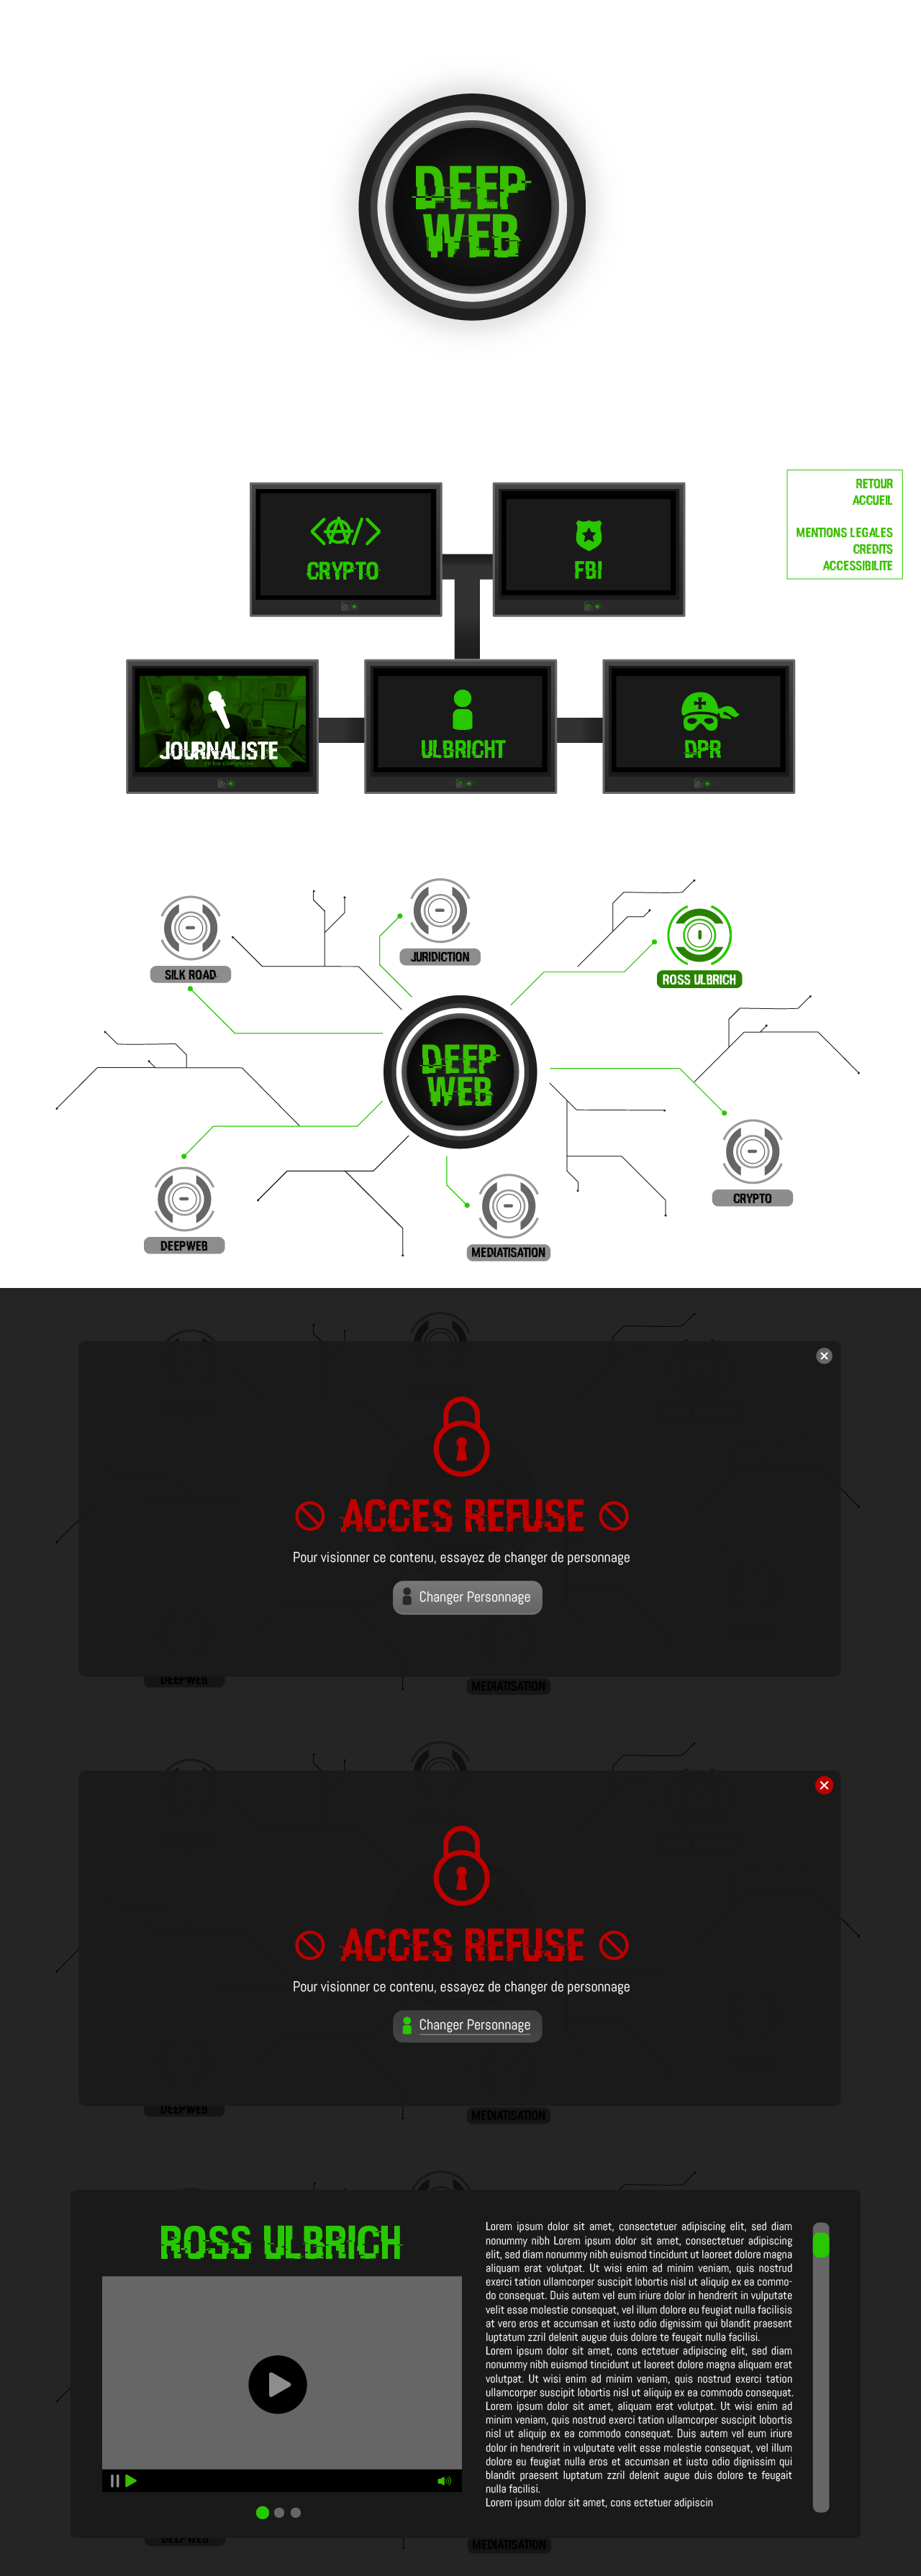 DEEP
WEB
RETOUR
ACCUEIL
MENTIONS LEGALES
CREDITS
ACCESSIBILITE
CRYPTO
FBI
JOURNALISTE
ULBRICHT
DPR
SILK ROAD
JURIDICTION
ROSS ULBRICH
DEEP
WEB
CRYPTO
DEEPWEB
MEDIATISATION
ACCES REFUSE
Pour visionner ce contenu, essayez de changer de personnage
Changer Personnage
DEEPWEB
MEDIATISATION
ACCES REFUSE
Pour visionner ce contenu, essayez de changer de personnage
Changer Personnage
DEEPWEB
MEDIATISATION
ROSS ULBRICH
Lorem ipsum dolor sit amet, consectetuer adipiscing elit, sed diam
nonummy nibh Lorem ipsum dolor sit amet, consectetuer adipiscing
elit, sed diam nonummy nibh euismod tincidunt ut laoreet dolore magna
aliquam erat volutpat. Ut wisi enim ad minim veniam, quis nostrud
exerci tation ullamcorper suscipit lobortis nisl ut aliquip ex ea commo-
do consequat. Duis autem vel eum iriure dolor in hendrerit in vulputate
velit esse molestie consequat, vel illum dolore eu feugiat nulla facilisis
at vero eros et accumsan et iusto odio dignissim qui blandit praesent
luptatum zzril delenit augue duis dolore te feugait nulla facilisi.
Lorem ipsum dolor sit amet, cons ectetuer adipiscing elit, sed diam
nonummy nibh euismod tincidunt ut laoreet dolore magna aliquam erat
volutpat. Ut wisi enim ad minim veniam, quis nostrud exerci tation
ullamcorper suscipit lobortis nisl ut aliquip ex ea commodo consequat.
Lorem ipsum dolor sit amet, aliquam erat volutpat. Ut wisi enim ad
minim veniam, quis nostrud exerci tation ullamcorper suscipit lobortis
nisl ut aliquip ex ea commodo consequat. Duis autem vel eum iriure
dolor in hendrerit in vulputate velit esse molestie consequat, vel illum
dolore eu feugiat nulla eros et accumsan et iusto odio dignissim qui
blandit praesent luptatum zzril delenit augue duis dolore te feugait
nulla facilisi.
Lorem ipsum dolor sit amet, cons ectetuer adipiscin
DEEPWEB
MEDIATISATION